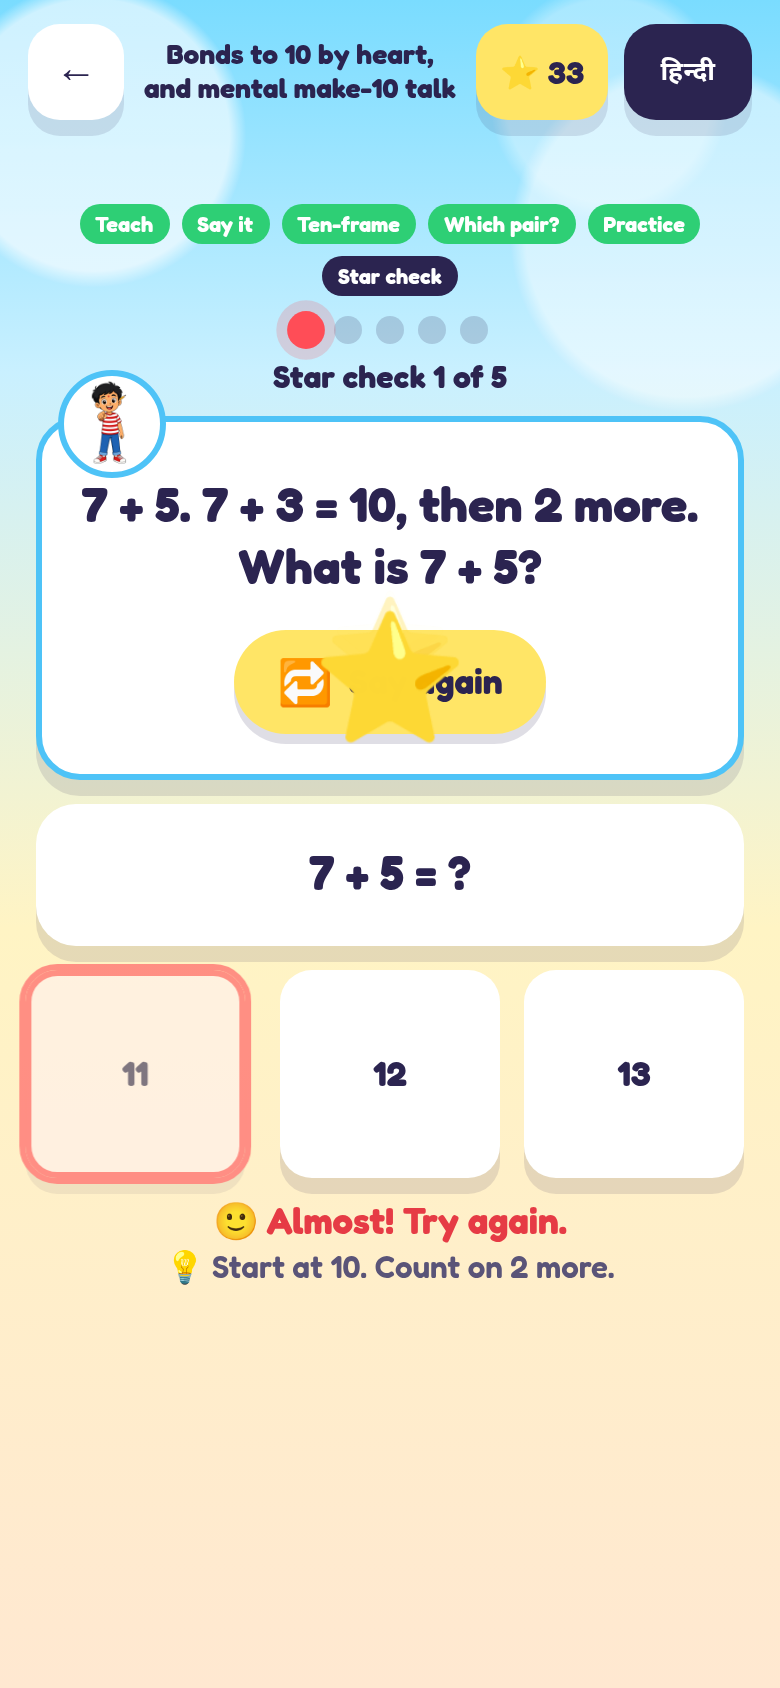 ←
Bonds to 10 by heart,
and mental make-10 talk
33
हिन्दी
Teach
Say it
Ten-frame
Which pair?
Practice
Star check
Star check 1 of 5
7 + 5. 7 + 3 = 10, then 2 more.
What is 7 + 5?
7 + 5 = ?
11
12
13
Almost! Try again.
Start at 10. Count on 2 more.